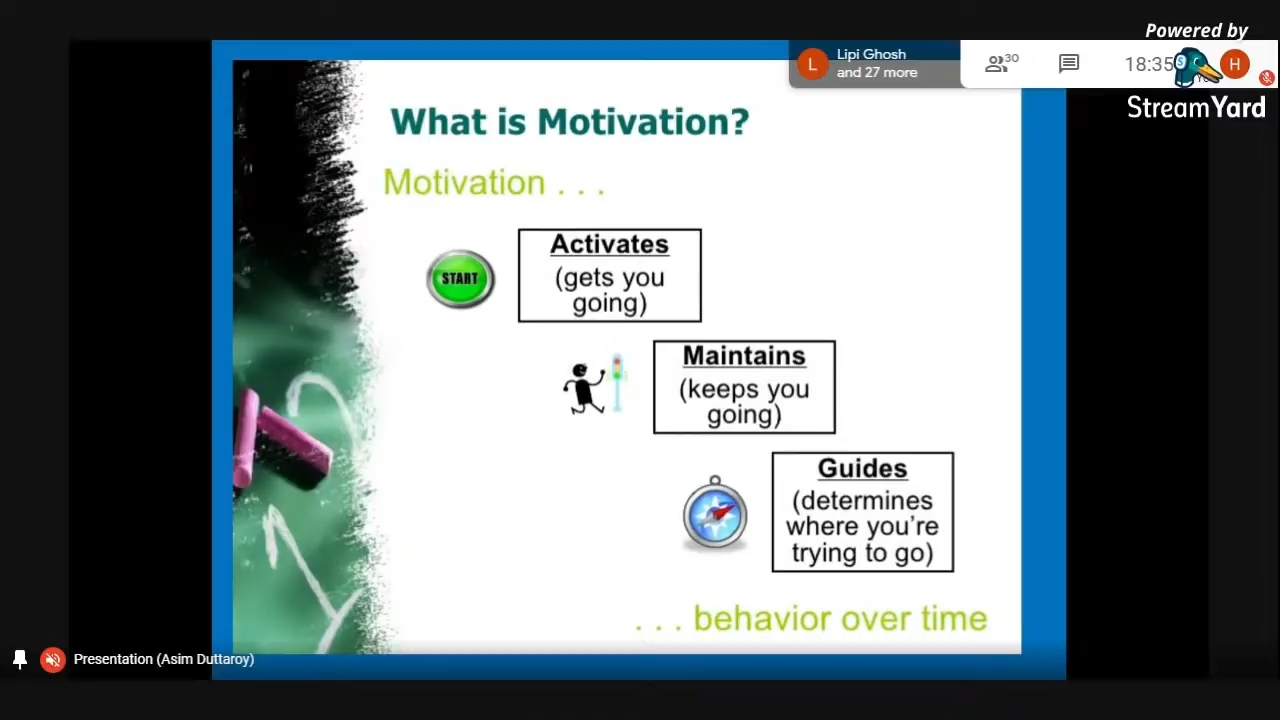 Powered by
StreamYard
Lipi Ghosh
and 27 more
30
18:35
H
L
What is Motivation?
Motivation . . .
START
Activates
(gets you
going)
Maintains
(keeps you
going)
Guides
(determines
where you're
trying to go)
. . . behavior over time
Presentation (Asim Duttaroy)